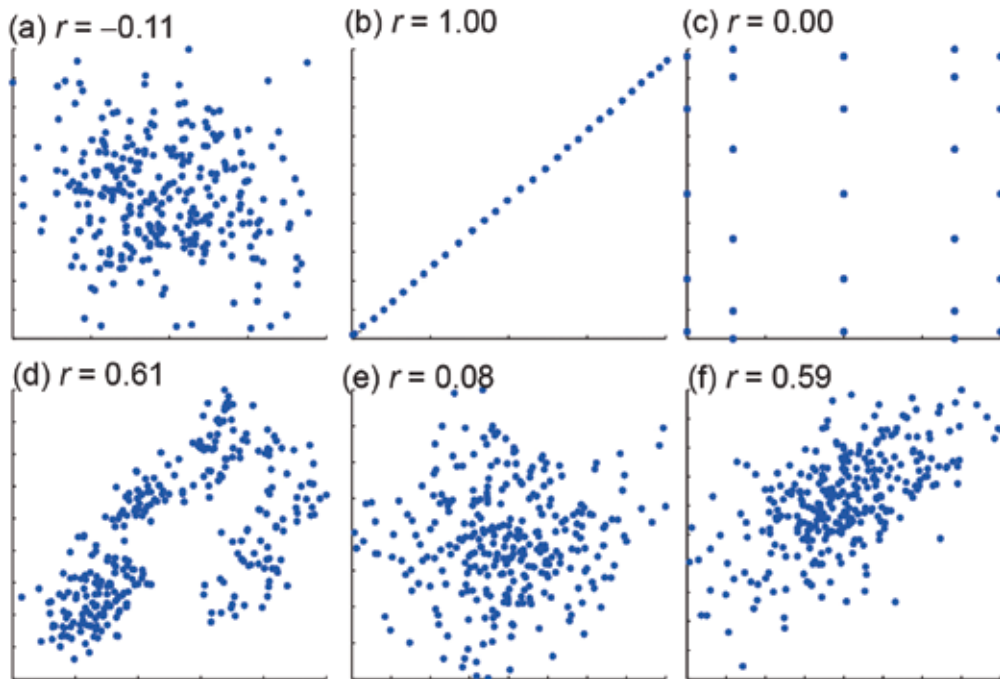 (a) r = –0.11
(b) r = 1.00
(c) r = 0.00
(d) r = 0.61
(e) r = 0.08
(f) r = 0.59